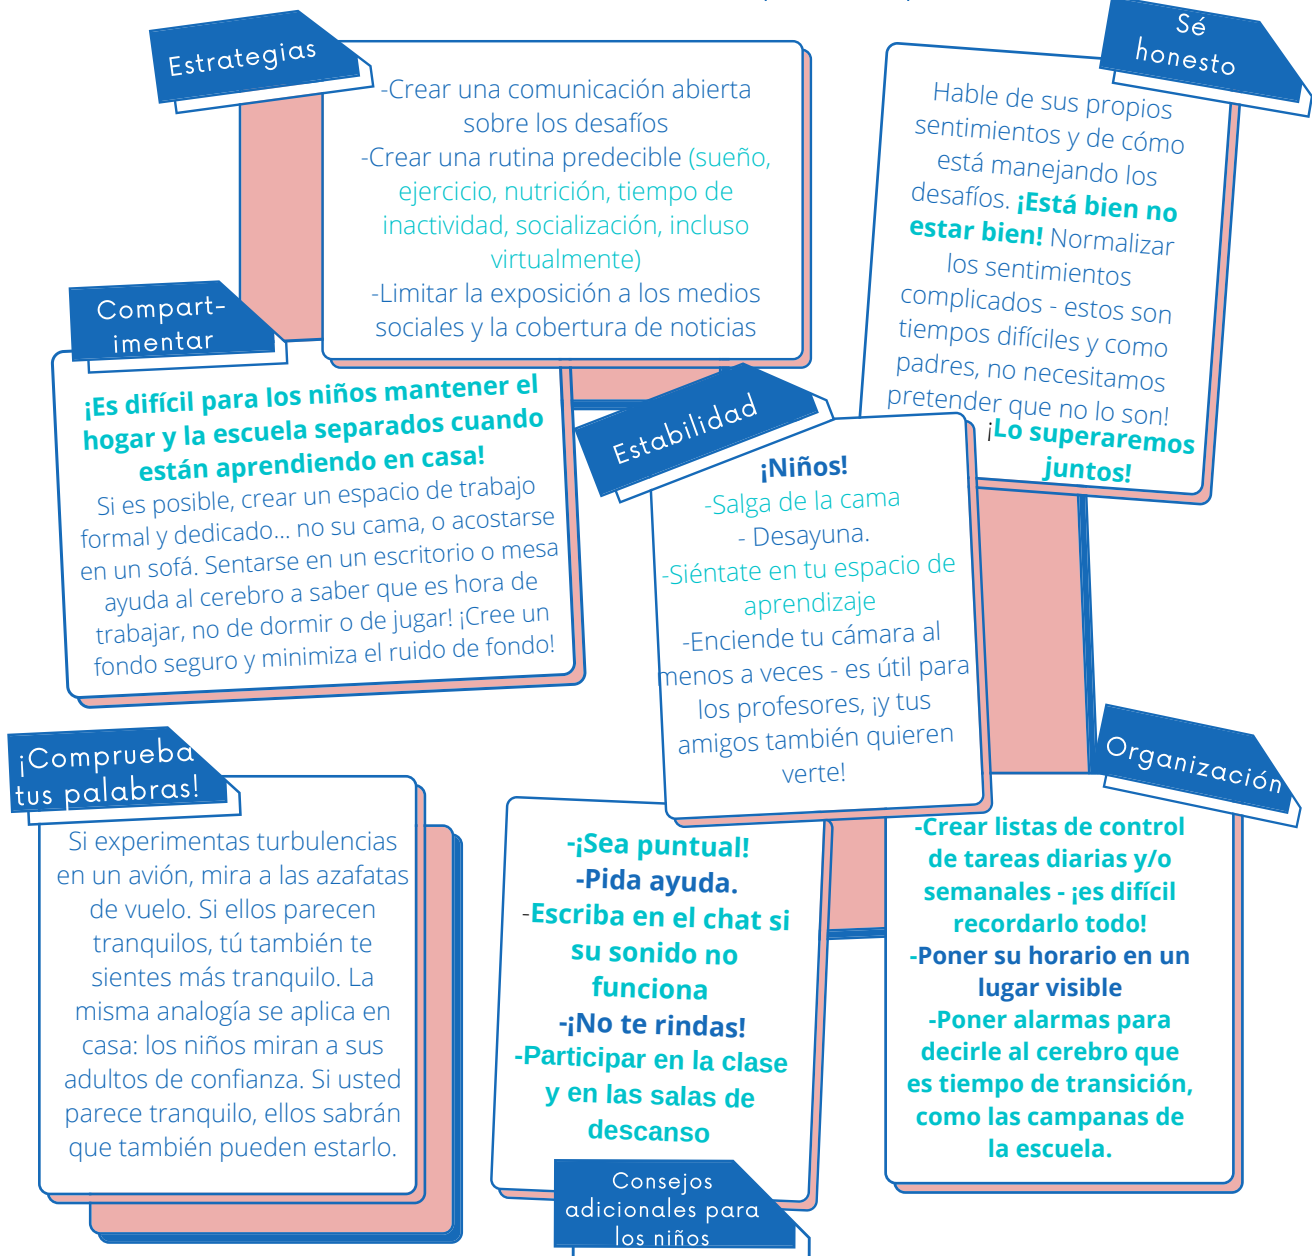 Estrategias
-Crear una comunicación abierta
sobre los desafíos
-Crear una rutina predecible (sueño,
ejercicio, nutrición, tiempo de
inactividad, socialización, incluso
virtualmente)
-Limitar la exposición a los medios
sociales y la cobertura de noticias
Sé
honesto
Hable de sus propios
sentimientos y de cómo
está manejando los
desafíos. ¡Está bien no
estar bien! Normalizar
los sentimientos
complicados - estos son
tiempos difíciles y como
padres, no necesitamos
pretender que no lo son!
¡Lo superaremos
juntos!
Compart-
imentar
¡Es difícil para los niños mantener el
hogar y la escuela separados cuando
están aprendiendo en casa!
Si es posible, crear un espacio de trabajo
formal y dedicado... no su cama, o acostarse
en un sofá. Sentarse en un escritorio o mesa
ayuda al cerebro a saber que es hora de
trabajar, no de dormir o de jugar! ¡Cree un
fondo seguro y minimiza el ruido de fondo!
Estabilidad
¡Niños!
-Salga de la cama
- Desayuna.
-Siéntate en tu espacio de
aprendizaje
-Enciende tu cámara al
menos a veces - es útil para
los profesores, ¡y tus
amigos también quieren
verte!
¡Comprueba
tus palabras!
Si experimentas turbulencias
en un avión, mira a las azafatas
de vuelo. Si ellos parecen
tranquilos, tú también te
sientes más tranquilo. La
misma analogía se aplica en
casa: los niños miran a sus
adultos de confianza. Si usted
parece tranquilo, ellos sabrán
que también pueden estarlo.
-¡Sea puntual!
-Pida ayuda.
-Escriba en el chat si
su sonido no
funciona
-¡No te rindas!
-Participar en la clase
y en las salas de
descanso
Consejos
adicionales para
los niños
Organización
-Crear listas de control
de tareas diarias y/o
semanales - ¡es difícil
recordarlo todo!
-Poner su horario en un
lugar visible
-Poner alarmas para
decirle al cerebro que
es tiempo de transición,
como las campanas de
la escuela.